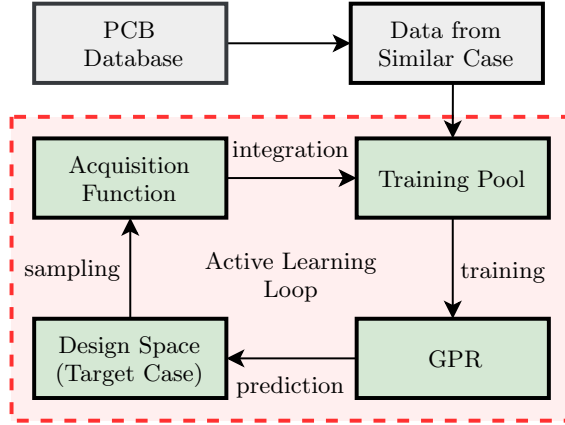 PCB
Database
Data from
Similar Case
Acquisition
Function
integration
Training Pool
sampling
Active Learning
Loop
training
Design Space
(Target Case)
prediction
GPR